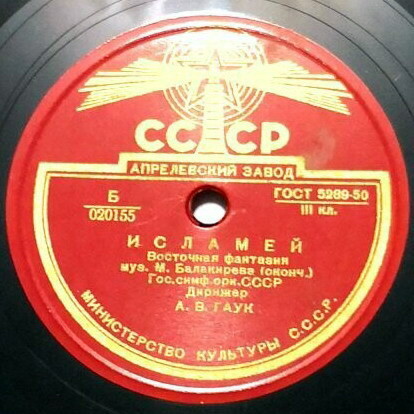 СССР
АПРЕЛЕВСКИЙ ЗАВОД
Б
020155
ГОСТ 5289-50
III кл.
ИСЛАМЕЙ
Восточная фантазия
муз. М. Балакирева (оконч.)
Гос.симф.орк.СССР
Дирижер
А. В. ГАУК
МИНИСТЕРСТВО КУЛЬТУРЫ С.С.С.Р.